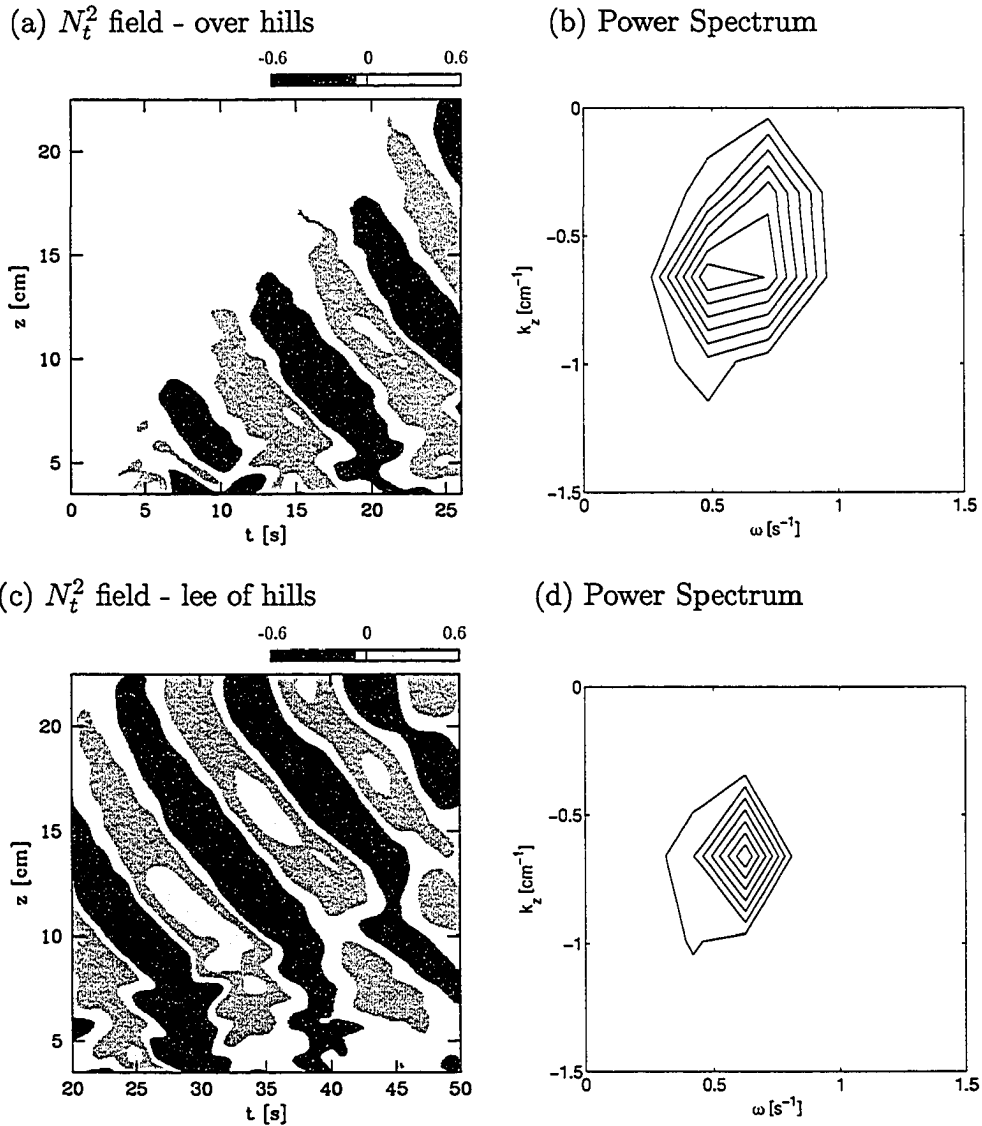 (a) N_t^2 field - over hills
-0.6 0 0.6
20
15
10
5
z [cm]
0 5 10 15 20 25
t [s]
(b) Power Spectrum
0
-0.5
-1
-1.5
k_z [cm^-1]
0 0.5 1 1.5
ω [s^-1]
(c) N_t^2 field - lee of hills
-0.6 0 0.6
20
15
10
5
z [cm]
20 25 30 35 40 45 50
t [s]
(d) Power Spectrum
0
-0.5
-1
-1.5
k_z [cm^-1]
0 0.5 1 1.5
ω [s^-1]